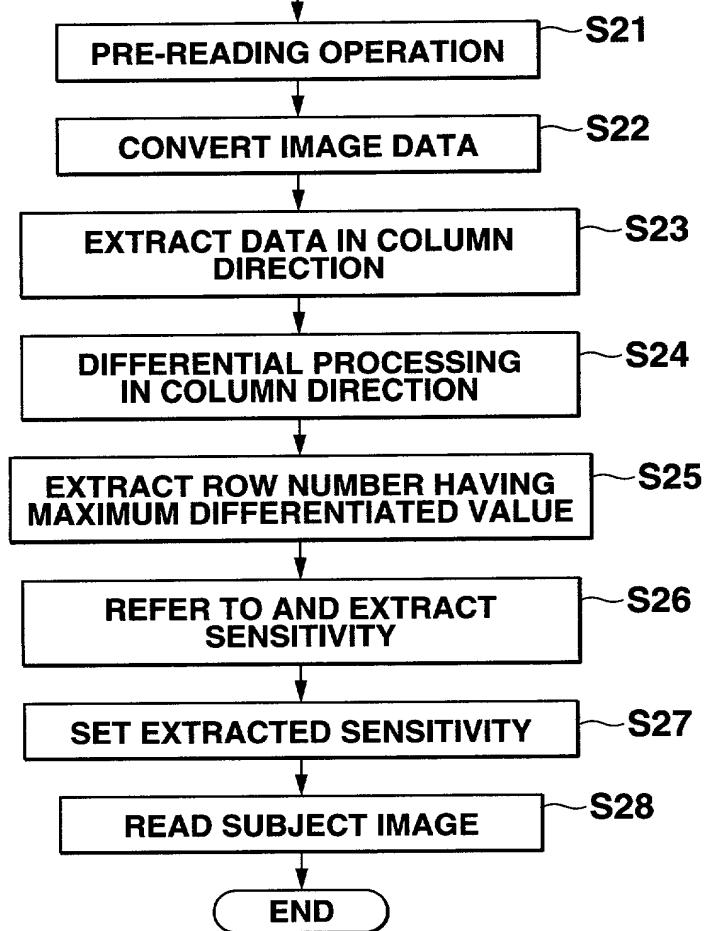 PRE-READING OPERATION
S21
CONVERT IMAGE DATA
S22
EXTRACT DATA IN COLUMN
DIRECTION
S23
DIFFERENTIAL PROCESSING
IN COLUMN DIRECTION
S24
EXTRACT ROW NUMBER HAVING
MAXIMUM DIFFERENTIATED VALUE
S25
REFER TO AND EXTRACT
SENSITIVITY
S26
SET EXTRACTED SENSITIVITY
S27
READ SUBJECT IMAGE
S28
END